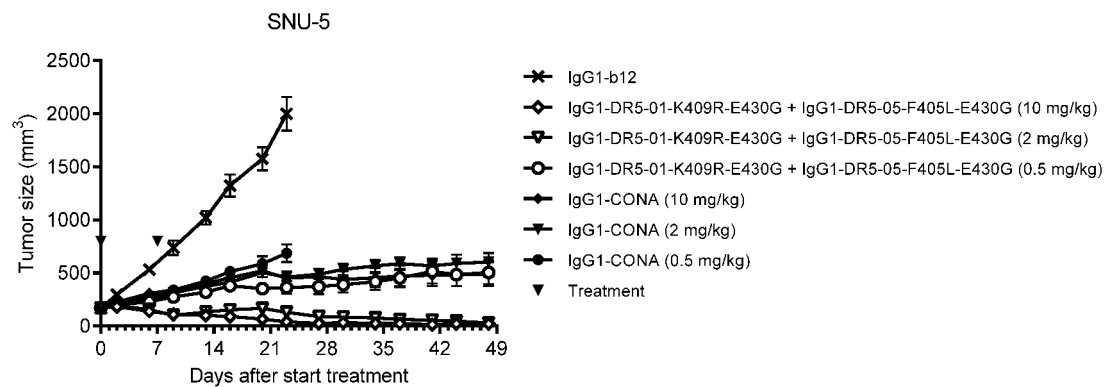 SNU-5
2500
2000
1500
1000
500
0
Tumor size (mm³)
0 7 14 21 28 35 42 49
Days after start treatment
IgG1-b12
IgG1-DR5-01-K409R-E430G + IgG1-DR5-05-F405L-E430G (10 mg/kg)
IgG1-DR5-01-K409R-E430G + IgG1-DR5-05-F405L-E430G (2 mg/kg)
IgG1-DR5-01-K409R-E430G + IgG1-DR5-05-F405L-E430G (0.5 mg/kg)
IgG1-CONA (10 mg/kg)
IgG1-CONA (2 mg/kg)
IgG1-CONA (0.5 mg/kg)
Treatment